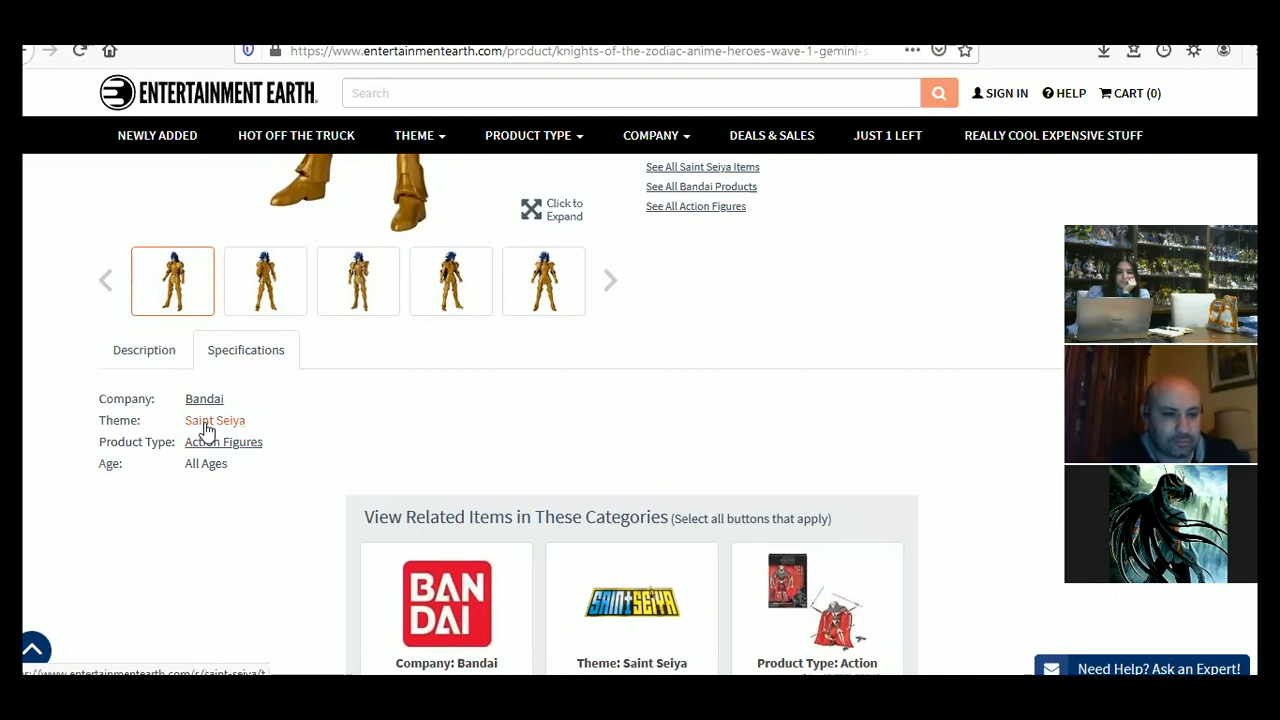 https://www.entertainmentearth.com/product/knights-of-the-zodiac-anime-heroes-wave-1-gemini-s
ENTERTAINMENT EARTH
Search
SIGN IN
HELP
CART (0)
NEWLY ADDED
HOT OFF THE TRUCK
THEME
PRODUCT TYPE
COMPANY
DEALS & SALES
JUST 1 LEFT
REALLY COOL EXPENSIVE STUFF
See All Saint Seiya Items
See All Bandai Products
See All Action Figures
Click to
Expand
Description
Specifications
Company: Bandai
Theme: Saint Seiya
Product Type: Action Figures
Age: All Ages
View Related Items in These Categories (Select all buttons that apply)
BAN
DAI
SAINT SEIYA
Company: Bandai
Theme: Saint Seiya
Product Type: Action
s://www.entertainmentearth.com/s/saint-seiya/t
Need Help? Ask an Expert!